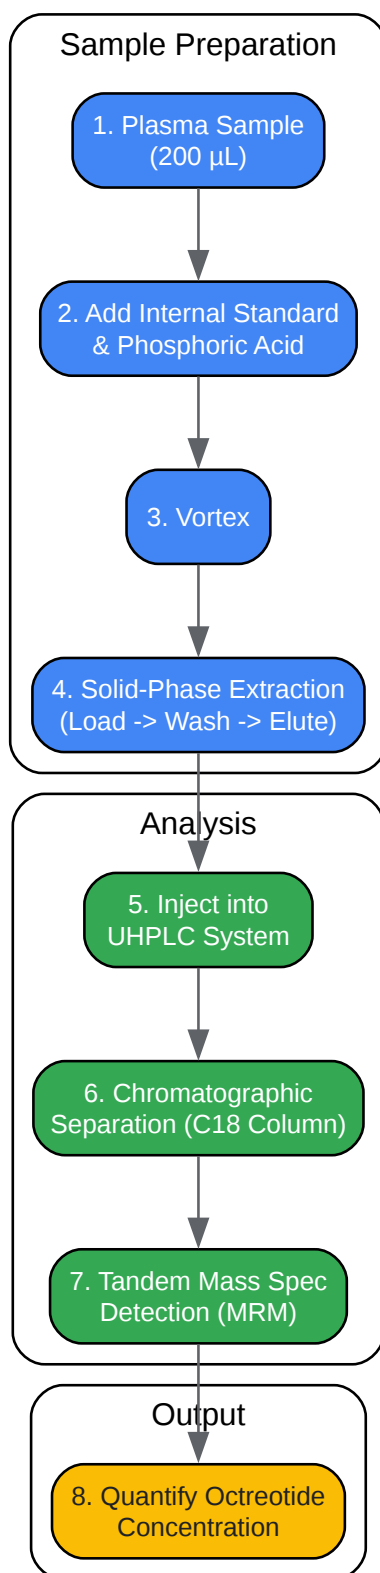 Sample Preparation
1. Plasma Sample
(200 µL)
2. Add Internal Standard
& Phosphoric Acid
3. Vortex
4. Solid-Phase Extraction
(Load -> Wash -> Elute)
Analysis
5. Inject into
UHPLC System
6. Chromatographic
Separation (C18 Column)
7. Tandem Mass Spec
Detection (MRM)
Output
8. Quantify Octreotide
Concentration